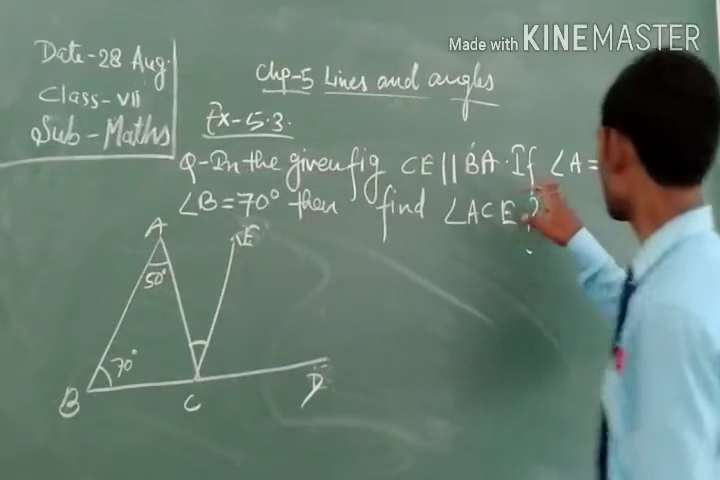 Made with KINEMASTER
Date-28 Aug.
Class-VII
Sub-Maths
Chp-5 Lines and angles
Ex-5.3.
Q-In the given fig CE||BA. If ∠A=
∠B=70° then find ∠ACE?
A
E
50°
70°
B
C
D